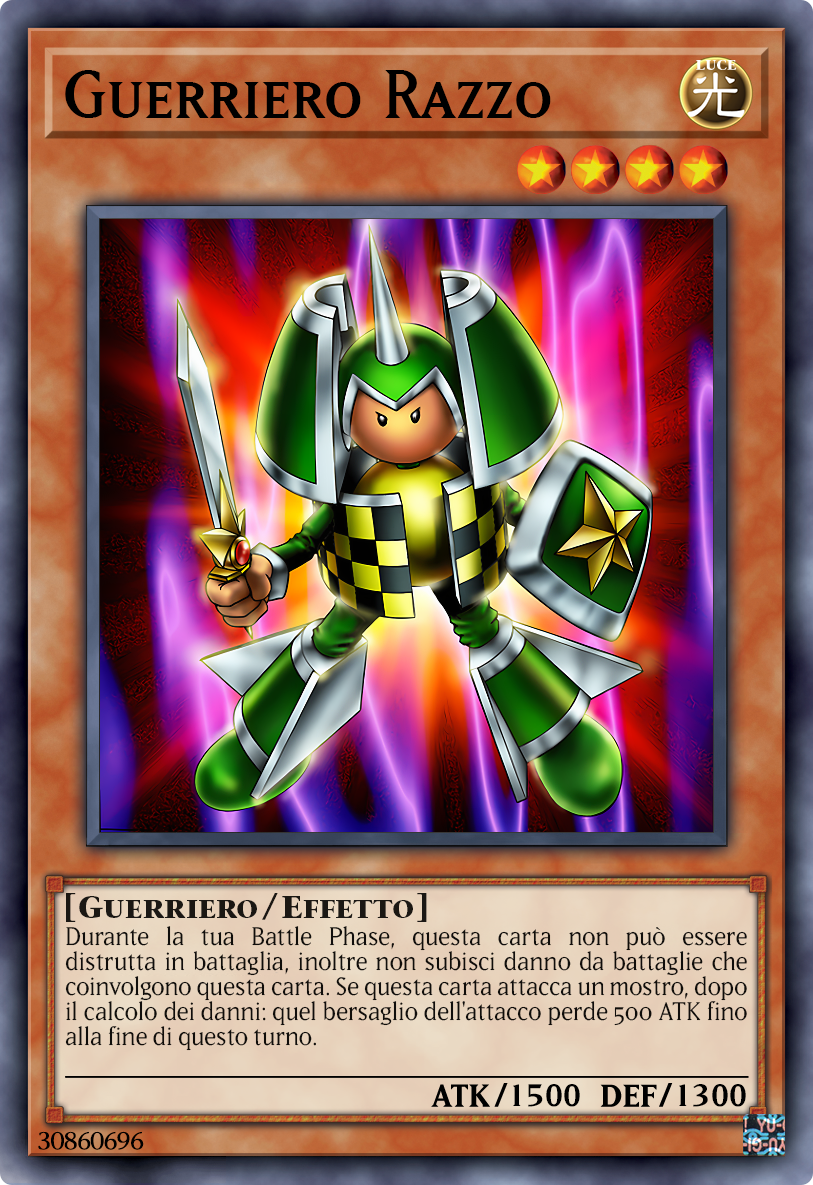 Guerriero Razzo
LUCE
光
[Guerriero/Effetto]
Durante la tua Battle Phase, questa carta non può essere
distrutta in battaglia, inoltre non subisci danno da battaglie che
coinvolgono questa carta. Se questa carta attacca un mostro, dopo
il calcolo dei danni: quel bersaglio dell'attacco perde 500 ATK fino
alla fine di questo turno.
ATK/1500 DEF/1300
30860696